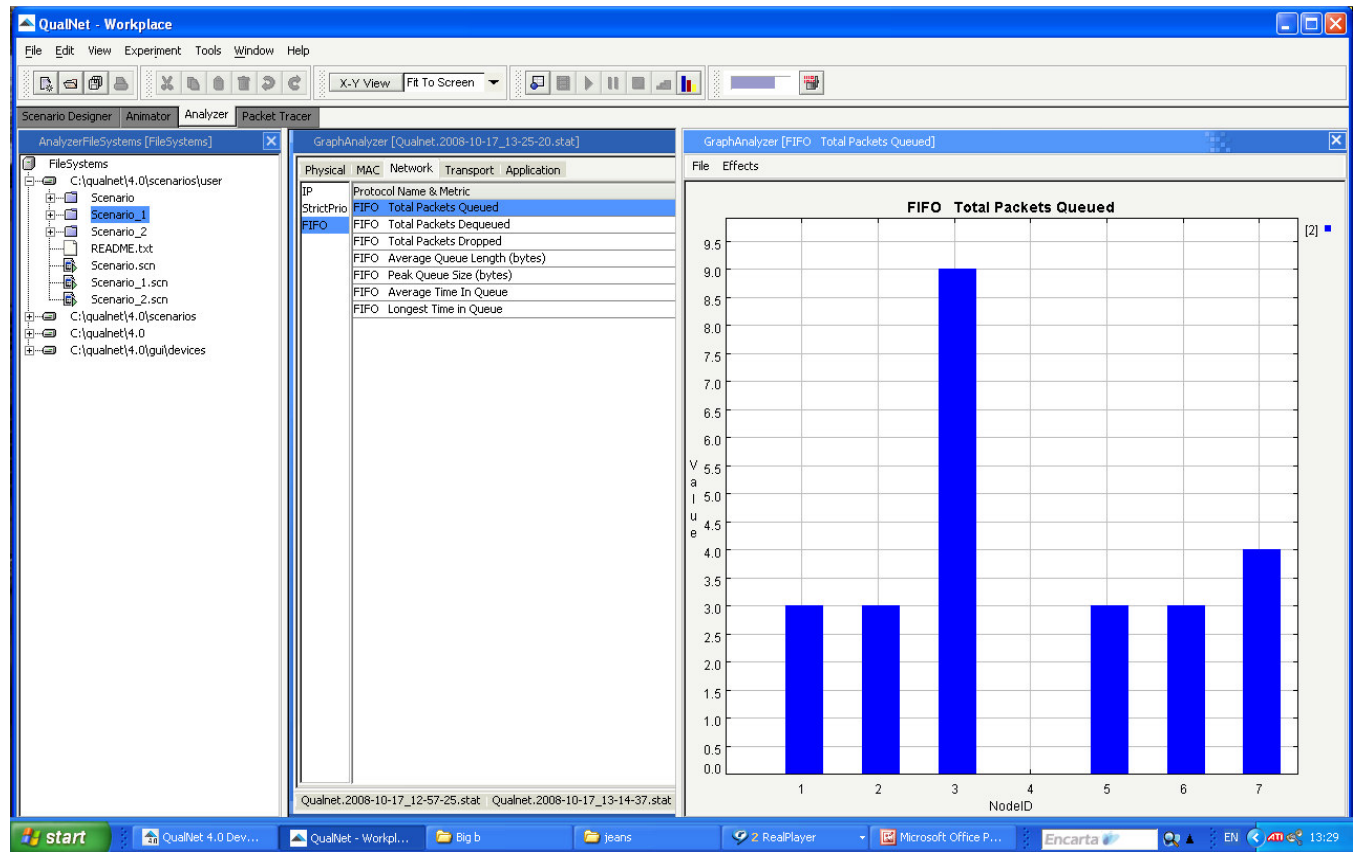 QualNet - Workplace
File Edit View Experiment Tools Window Help
X-Y View Fit To Screen
Scenario Designer Animator Analyzer Packet Tracer
AnalyzerFileSystems [FileSystems]
FileSystems
C:\qualnet\4.0\scenarios\user
Scenario
Scenario_1
Scenario_2
README.txt
Scenario.scn
Scenario_1.scn
Scenario_2.scn
C:\qualnet\4.0\scenarios
C:\qualnet\4.0
C:\qualnet\4.0\gui\devices
GraphAnalyzer [Qualnet.2008-10-17_13-25-20.stat]
Physical MAC Network Transport Application
IP
StrictPrio
FIFO
Protocol Name & Metric
FIFO Total Packets Queued
FIFO Total Packets Dequeued
FIFO Total Packets Dropped
FIFO Average Queue Length (bytes)
FIFO Peak Queue Size (bytes)
FIFO Average Time In Queue
FIFO Longest Time in Queue
Qualnet.2008-10-17_12-57-25.stat Qualnet.2008-10-17_13-14-37.stat
GraphAnalyzer [FIFO Total Packets Queued]
File Effects
FIFO Total Packets Queued
[2]
9.5
9.0
8.5
8.0
7.5
7.0
6.5
6.0
5.5
5.0
4.5
4.0
3.5
3.0
2.5
2.0
1.5
1.0
0.5
0.0
Value
1 2 3 4 5 6 7
NodeID
start QualNet 4.0 Dev... QualNet - Workpl... Big b jeans 2 RealPlayer Microsoft Office P... Encarta EN ATI 13:29